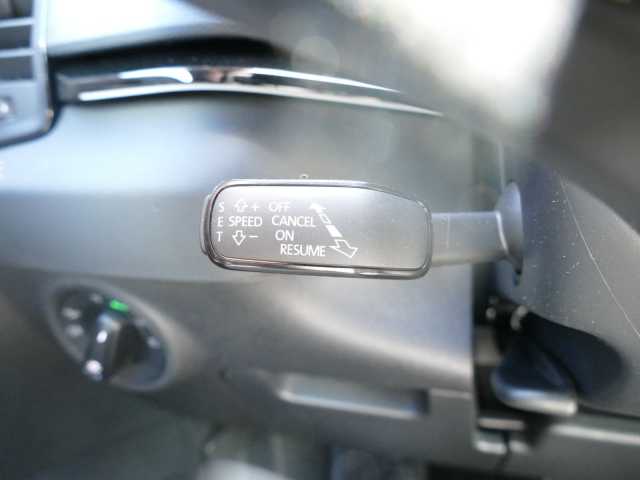 S + OFF
E SPEED CANCEL
T - ON
RESUME